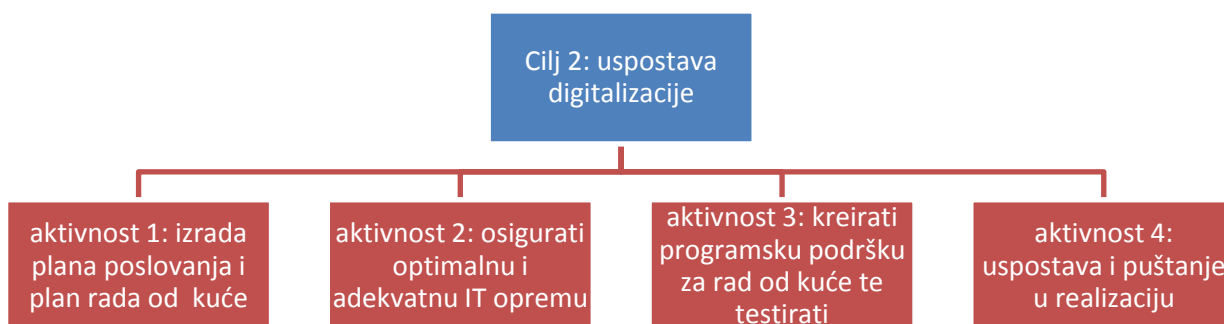 Cilj 2: uspostava
digitalizacije
aktivnost 1: izrada
plana poslovanja i
plan rada od  kuće
aktivnost 2: osigurati
optimalnu i
adekvatnu IT opremu
aktivnost 3: kreirati
programsku podršku
za rad od kuće te
testirati
aktivnost 4:
uspostava i puštanje
u realizaciju